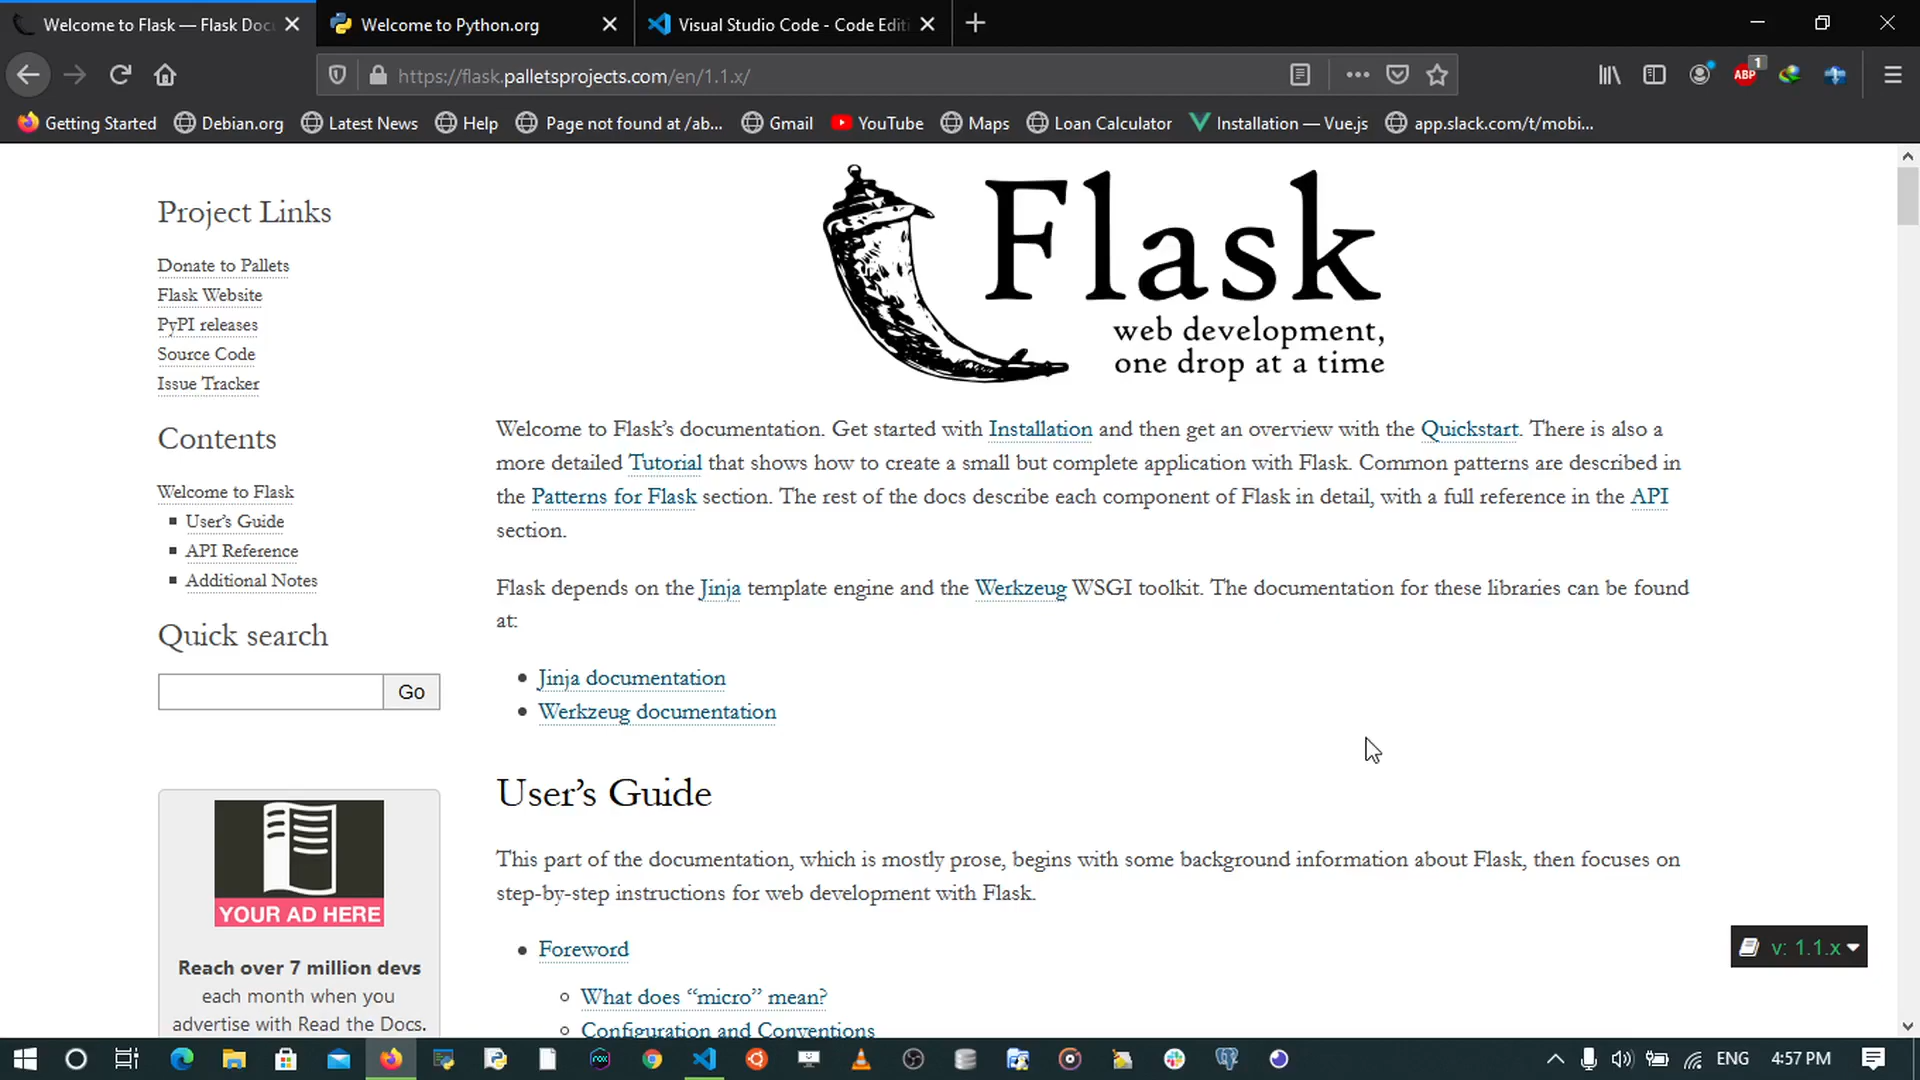 Welcome to Flask — Flask Doc
Welcome to Python.org
Visual Studio Code - Code Edit
https://flask.palletsprojects.com/en/1.1.x/
ABP
1
Getting Started
Debian.org
Latest News
Help
Page not found at /ab...
Gmail
YouTube
Maps
Loan Calculator
Installation — Vue.js
app.slack.com/t/mobi...
Flask
web development,
one drop at a time
Project Links
Donate to Pallets
Flask Website
PyPI releases
Source Code
Issue Tracker
Contents
Welcome to Flask
User’s Guide
API Reference
Additional Notes
Quick search
Go
YOUR AD HERE
Reach over 7 million devs
each month when you
advertise with Read the Docs.
Welcome to Flask’s documentation. Get started with Installation and then get an overview with the Quickstart. There is also a
more detailed Tutorial that shows how to create a small but complete application with Flask. Common patterns are described in
the Patterns for Flask section. The rest of the docs describe each component of Flask in detail, with a full reference in the API
section.
Flask depends on the Jinja template engine and the Werkzeug WSGI toolkit. The documentation for these libraries can be found
at:
Jinja documentation
Werkzeug documentation
User’s Guide
This part of the documentation, which is mostly prose, begins with some background information about Flask, then focuses on
step-by-step instructions for web development with Flask.
Foreword
What does “micro” mean?
Configuration and Conventions
v: 1.1.x
ENG
4:57 PM